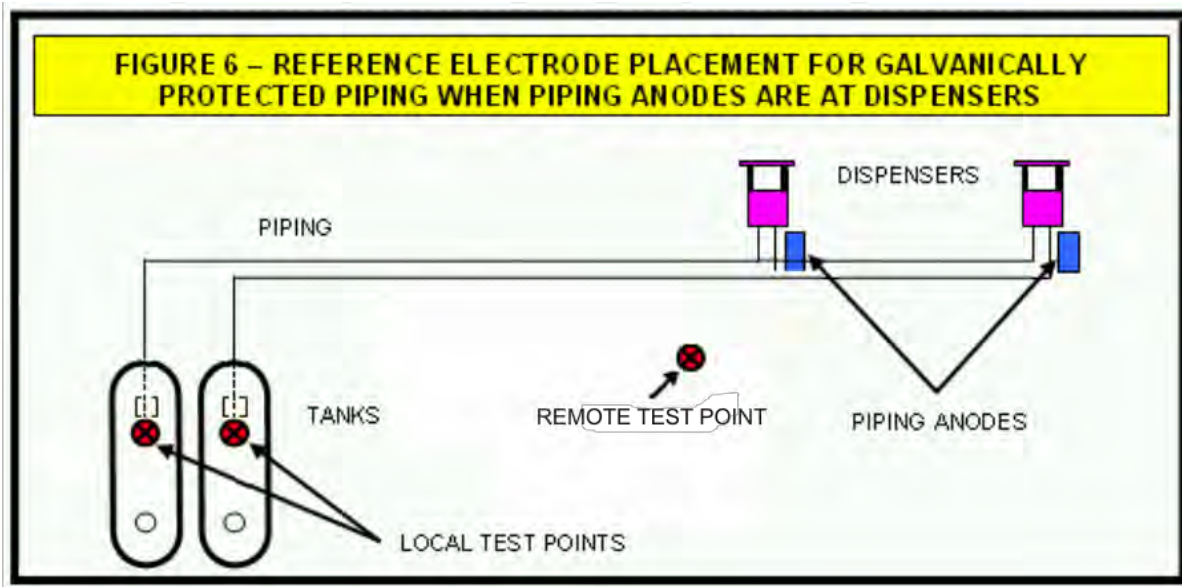 FIGURE 6 – REFERENCE ELECTRODE PLACEMENT FOR GALVANICALLY
PROTECTED PIPING WHEN PIPING ANODES ARE AT DISPENSERS
DISPENSERS
PIPING
TANKS
REMOTE TEST POINT
PIPING ANODES
LOCAL TEST POINTS